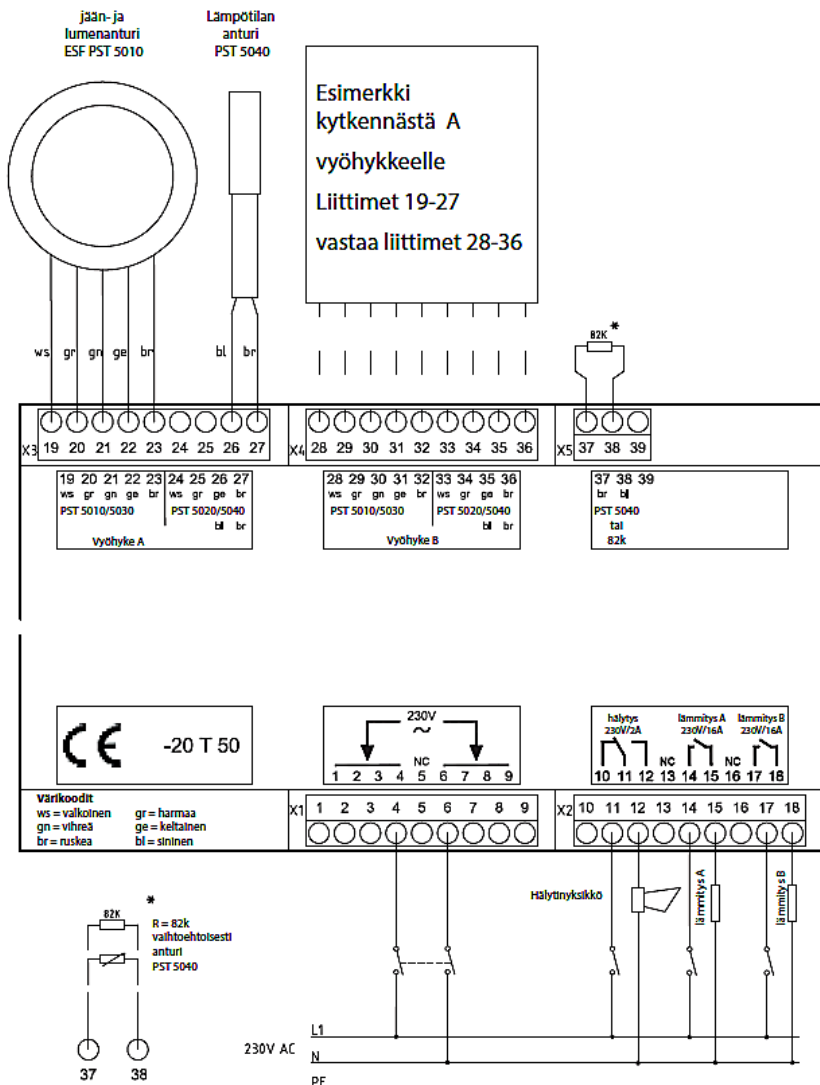 jään- ja
lumenanturi
ESF PST 5010
Lämpötilan
anturi
PST 5040
Esimerkki
kytkennästä A
vyöhykkeelle
Liittimet 19-27
vastaa liittimet 28-36
82K *
ws gr gn ge br bl br
X3 19 20 21 22 23 24 25 26 27
X4 28 29 30 31 32 33 34 35 36
X5 37 38 39
19 20 21 22 23 24 25 26 27
ws gr gn ge br ws gr ge br
PST 5010/5030 PST 5020/5040
bl br
Vyöhyke A
28 29 30 31 32 33 34 35 36
ws gr gn ge br ws gr ge br
PST 5010/5030 PST 5020/5040
bl br
Vyöhyke B
37 38 39
br bl
PST 5040
tai
82k
CE -20 T 50
230V
~
NC
1 2 3 4 5 6 7 8 9
hälytys
230V/2A
lämmitys A
230V/16A
lämmitys B
230V/16A
NC NC
10 11 12 13 14 15 16 17 18
Värikoodit
ws = valkoinen gr = harmaa
gn = vihreä ge = keltainen
br = ruskea bl = sininen
X1 1 2 3 4 5 6 7 8 9
X2 10 11 12 13 14 15 16 17 18
Hälytinyksikkö
lämmitys A
lämmitys B
*
82K
R = 82k
vaihtoehtoisesti
anturi
PST 5040
37 38
230V AC
L1
N
PE